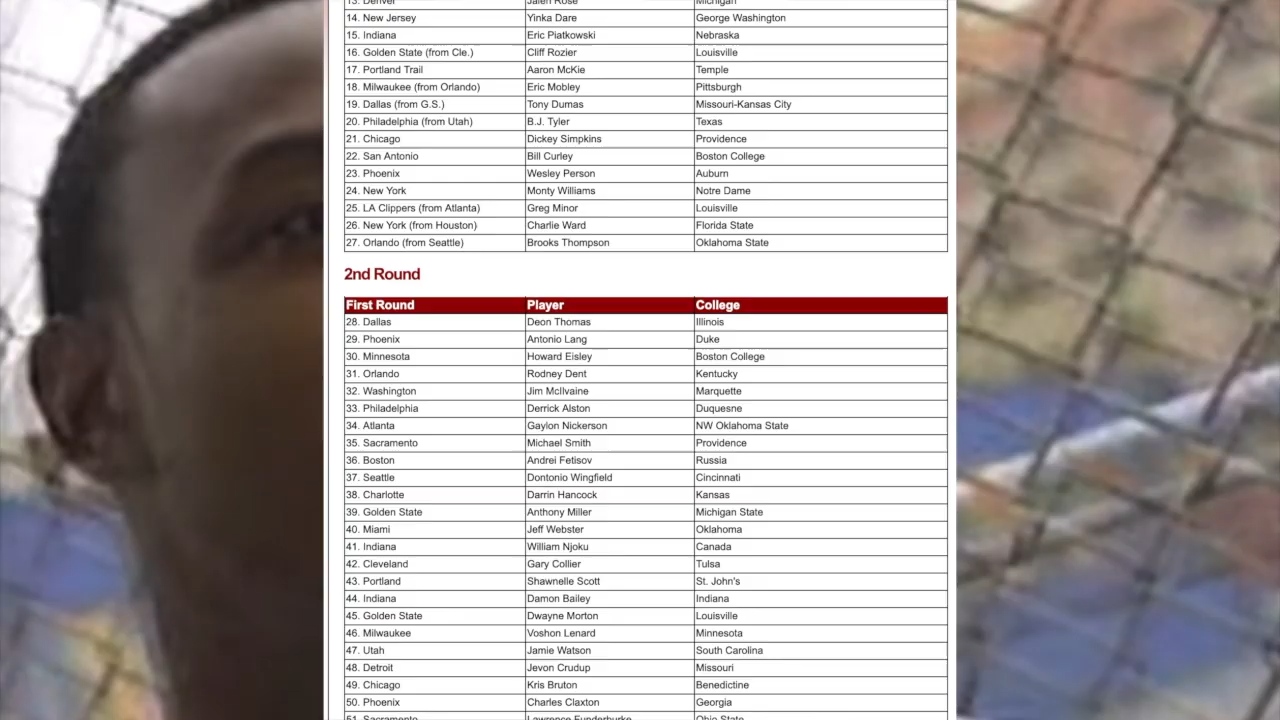 13. Denver Jalen Rose Michigan
14. New Jersey Yinka Dare George Washington
15. Indiana Eric Piatkowski Nebraska
16. Golden State (from Cle.) Cliff Rozier Louisville
17. Portland Trail Aaron McKie Temple
18. Milwaukee (from Orlando) Eric Mobley Pittsburgh
19. Dallas (from G.S.) Tony Dumas Missouri-Kansas City
20. Philadelphia (from Utah) B.J. Tyler Texas
21. Chicago Dickey Simpkins Providence
22. San Antonio Bill Curley Boston College
23. Phoenix Wesley Person Auburn
24. New York Monty Williams Notre Dame
25. LA Clippers (from Atlanta) Greg Minor Louisville
26. New York (from Houston) Charlie Ward Florida State
27. Orlando (from Seattle) Brooks Thompson Oklahoma State
2nd Round
First Round Player College
28. Dallas Deon Thomas Illinois
29. Phoenix Antonio Lang Duke
30. Minnesota Howard Eisley Boston College
31. Orlando Rodney Dent Kentucky
32. Washington Jim McIlvaine Marquette
33. Philadelphia Derrick Alston Duquesne
34. Atlanta Gaylon Nickerson NW Oklahoma State
35. Sacramento Michael Smith Providence
36. Boston Andrei Fetisov Russia
37. Seattle Dontonio Wingfield Cincinnati
38. Charlotte Darrin Hancock Kansas
39. Golden State Anthony Miller Michigan State
40. Miami Jeff Webster Oklahoma
41. Indiana William Njoku Canada
42. Cleveland Gary Collier Tulsa
43. Portland Shawnelle Scott St. John's
44. Indiana Damon Bailey Indiana
45. Golden State Dwayne Morton Louisville
46. Milwaukee Voshon Lenard Minnesota
47. Utah Jamie Watson South Carolina
48. Detroit Jevon Crudup Missouri
49. Chicago Kris Bruton Benedictine
50. Phoenix Charles Claxton Georgia
51. Sacramento Lawrence Funderburke Ohio State